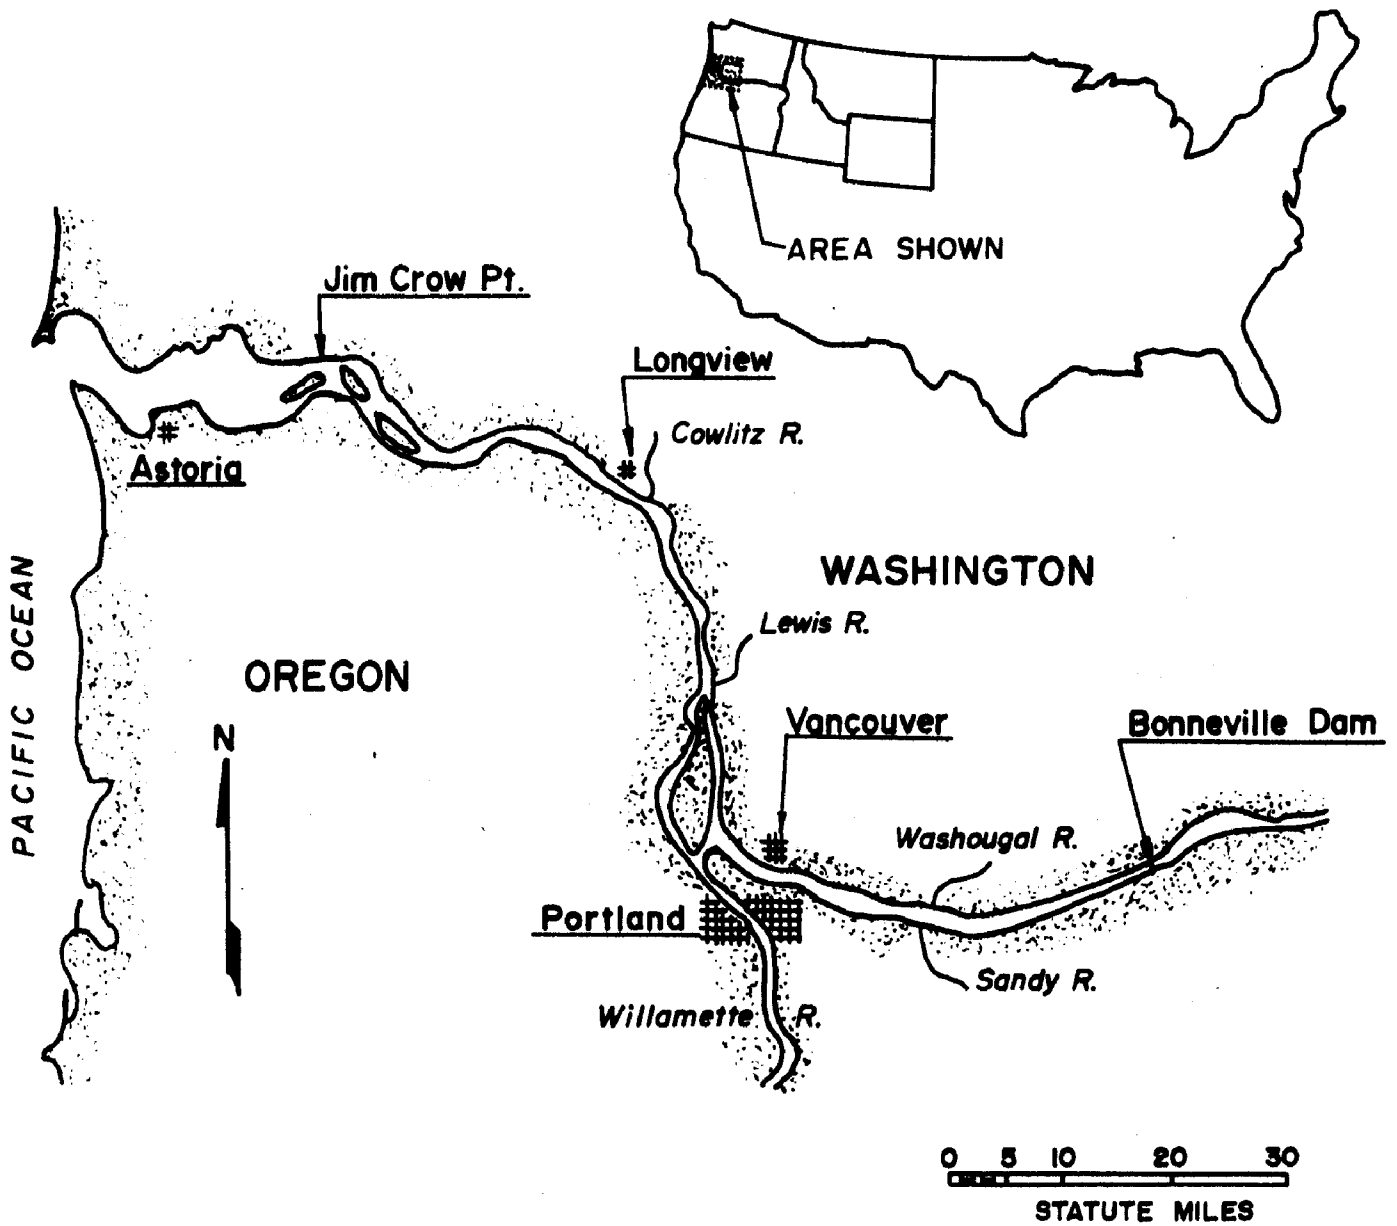 AREA SHOWN
Jim Crow Pt.
Longview
Cowlitz R.
Astoria
WASHINGTON
PACIFIC OCEAN
Lewis R.
OREGON
N
Vancouver
Bonneville Dam
Washougal R.
Portland
Sandy R.
Willamette R.
0 5 10 20 30
STATUTE MILES